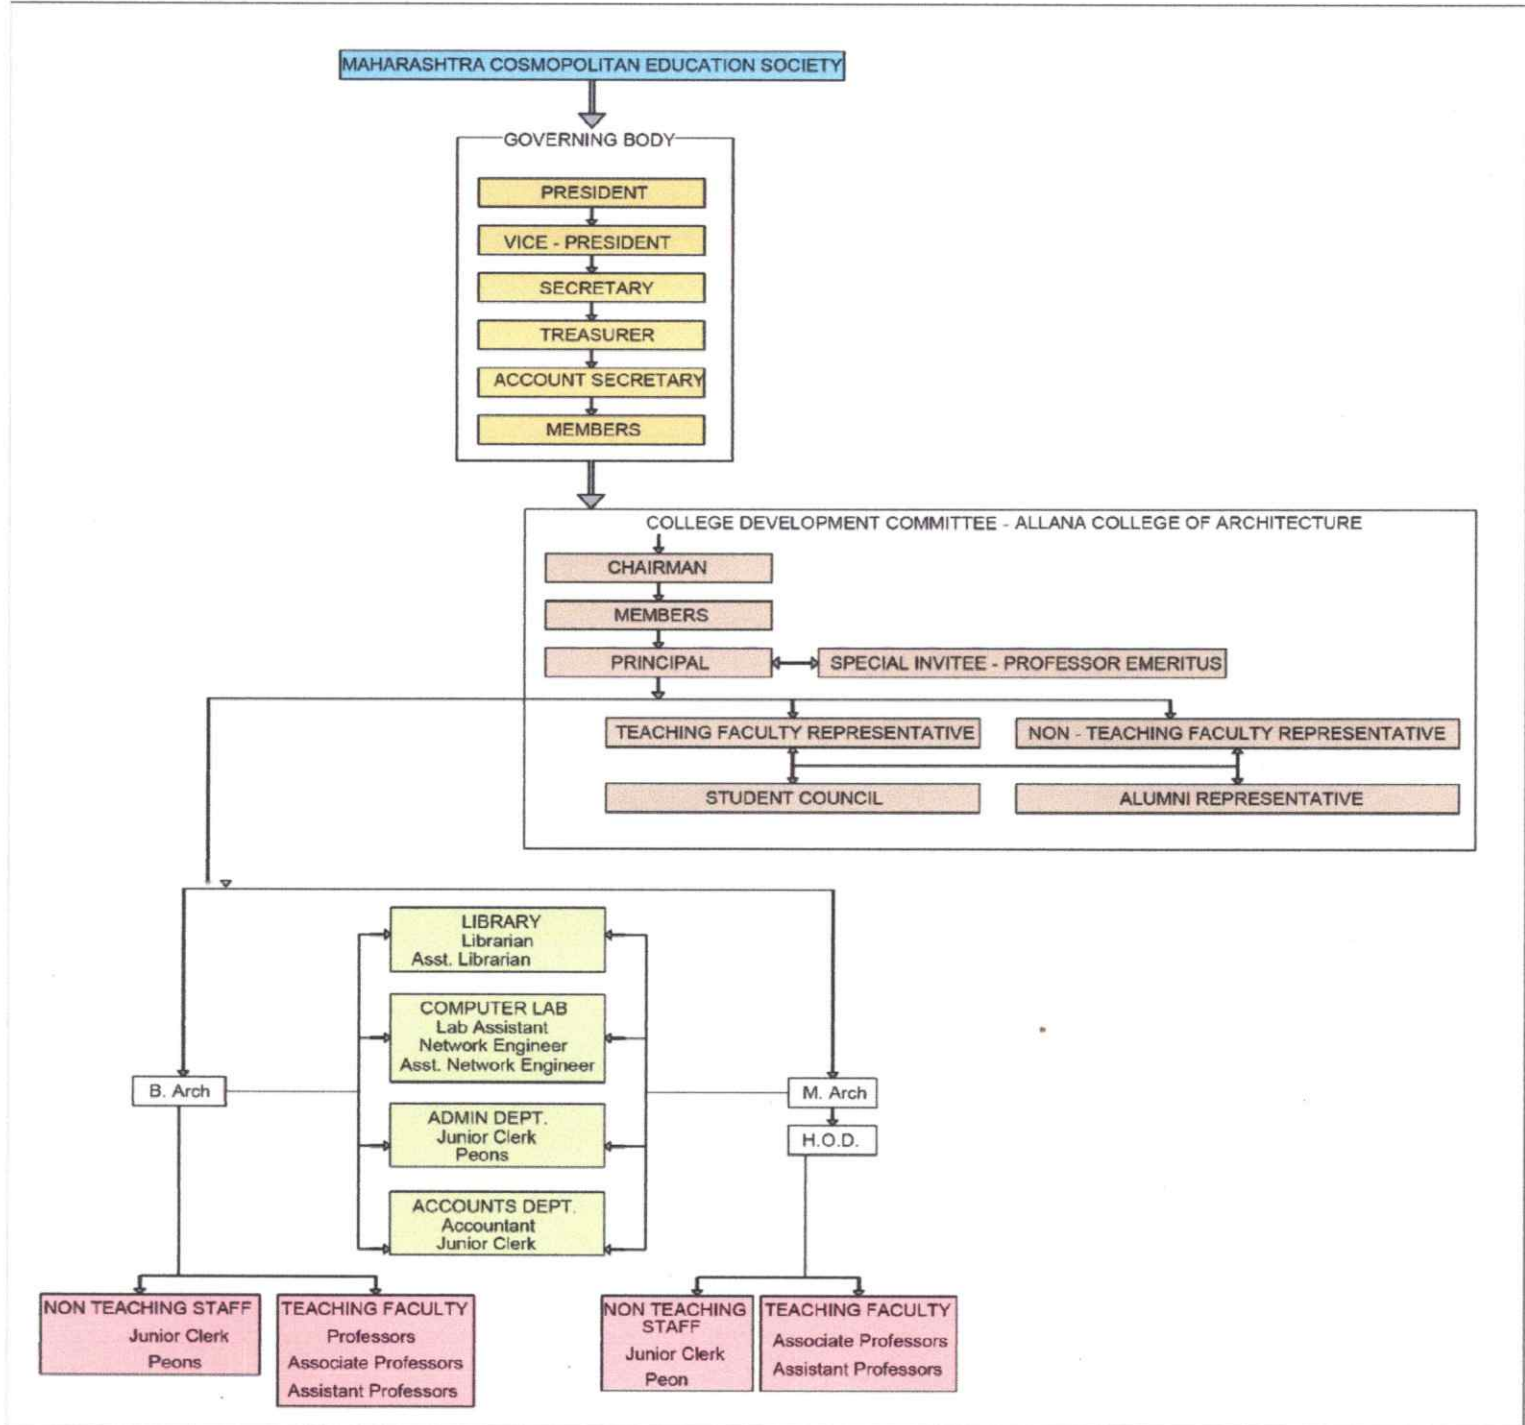 MAHARASHTRA COSMOPOLITAN EDUCATION SOCIETY
GOVERNING BODY
PRESIDENT
VICE - PRESIDENT
SECRETARY
TREASURER
ACCOUNT SECRETARY
MEMBERS
COLLEGE DEVELOPMENT COMMITTEE - ALLANA COLLEGE OF ARCHITECTURE
CHAIRMAN
MEMBERS
PRINCIPAL
SPECIAL INVITEE - PROFESSOR EMERITUS
TEACHING FACULTY REPRESENTATIVE
NON - TEACHING FACULTY REPRESENTATIVE
STUDENT COUNCIL
ALUMNI REPRESENTATIVE
LIBRARY
Librarian
Asst. Librarian
COMPUTER LAB
Lab Assistant
Network Engineer
Asst. Network Engineer
B. Arch
M. Arch
ADMIN DEPT.
Junior Clerk
Peons
H.O.D.
ACCOUNTS DEPT.
Accountant
Junior Clerk
NON TEACHING STAFF
Junior Clerk
Peons
TEACHING FACULTY
Professors
Associate Professors
Assistant Professors
NON TEACHING
STAFF
Junior Clerk
Peon
TEACHING FACULTY
Associate Professors
Assistant Professors